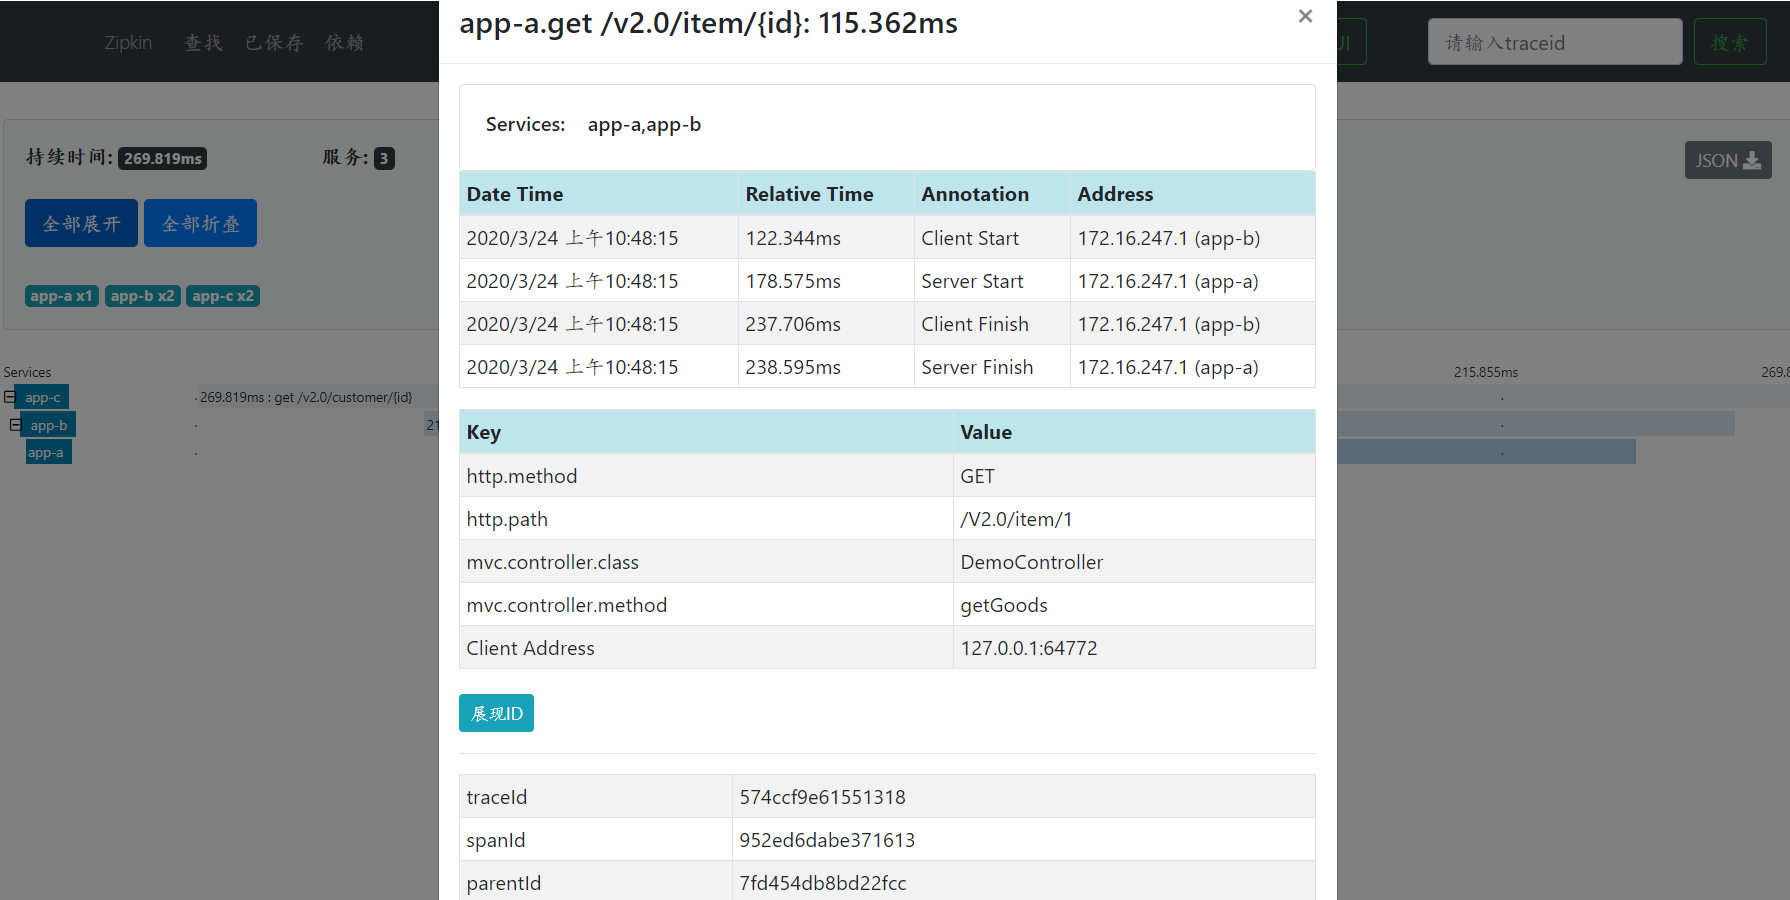 app-a.get /v2.0/item/{id}: 115.362ms ×
Zipkin 查找 已保存 依赖 请输入traceid 搜索
Services: app-a,app-b
持续时间: 269.819ms 服务: 3 JSON
Date Time Relative Time Annotation Address
全部展开 全部折叠
2020/3/24 上午10:48:15 122.344ms Client Start 172.16.247.1 (app-b)
2020/3/24 上午10:48:15 178.575ms Server Start 172.16.247.1 (app-a)
app-a x1 app-b x2 app-c x2
2020/3/24 上午10:48:15 237.706ms Client Finish 172.16.247.1 (app-b)
2020/3/24 上午10:48:15 238.595ms Server Finish 172.16.247.1 (app-a)
Services 215.855ms 269.8
app-c 269.819ms : get /v2.0/customer/{id}
app-b 21
app-a
Key Value
http.method GET
http.path /V2.0/item/1
mvc.controller.class DemoController
mvc.controller.method getGoods
Client Address 127.0.0.1:64772
展现ID
traceId 574ccf9e61551318
spanId 952ed6dabe371613
parentId 7fd454db8bd22fcc